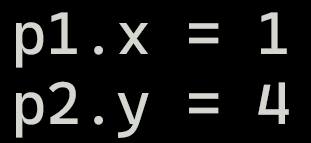 p1.x = 1
p2.y = 4